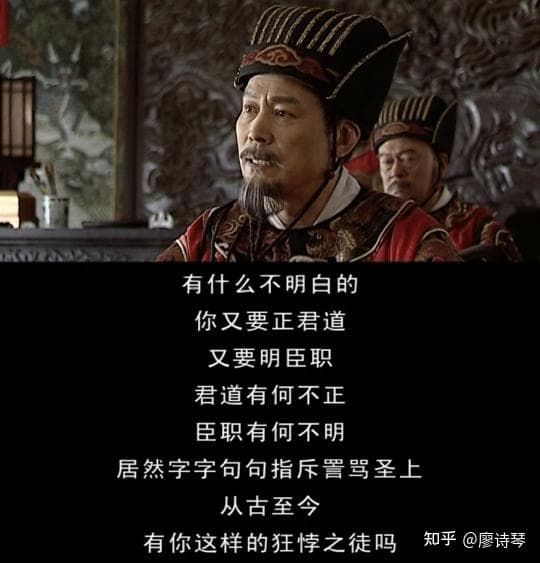 有什么不明白的
你又要正君道
又要明臣职
君道有何不正
臣职有何不明
居然字字句句指斥詈骂圣上
从古至今
有你这样的狂悖之徒吗
知乎 @廖诗琴